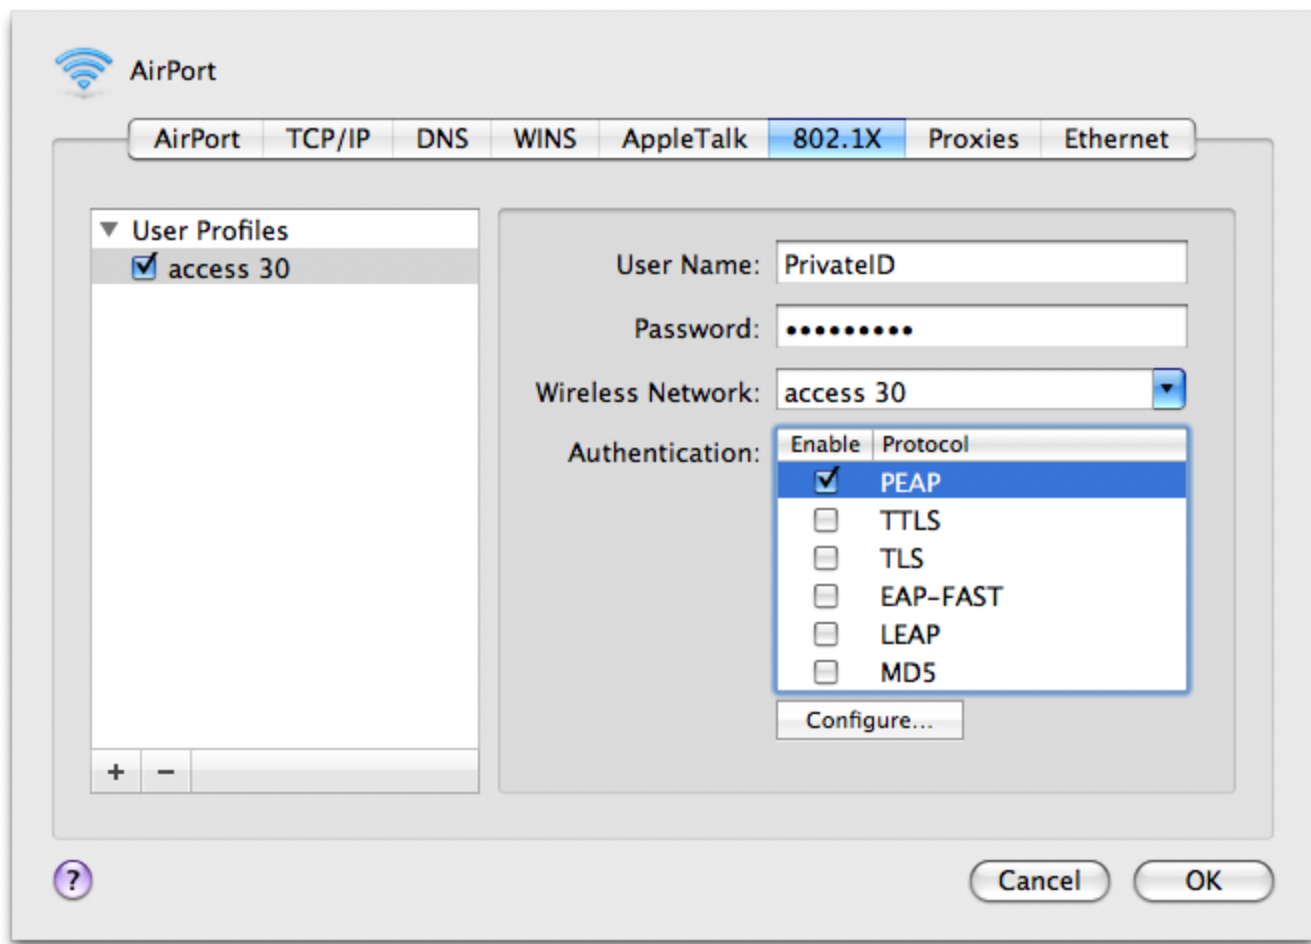 AirPort
AirPort TCP/IP DNS WINS AppleTalk 802.1X Proxies Ethernet
User Profiles
access 30
User Name: PrivateID
Password: •••••••••
Wireless Network: access 30
Authentication:
Enable Protocol
PEAP
TTLS
TLS
EAP-FAST
LEAP
MD5
Configure...
+ −
? Cancel OK